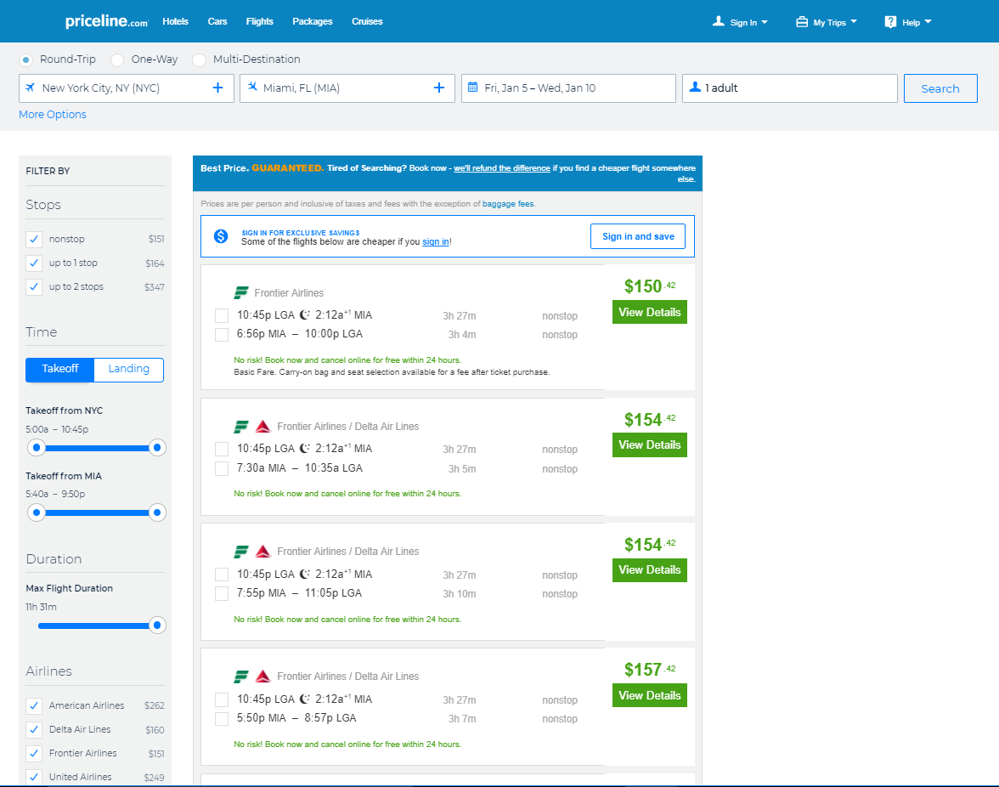 priceline.com Hotels Cars Flights Packages Cruises Sign In My Trips ? Help
Round-Trip One-Way Multi-Destination
New York City, NY (NYC) + Miami, FL (MIA) + Fri, Jan 5 – Wed, Jan 10 1 adult Search
More Options
FILTER BY
Stops
nonstop $151
up to 1 stop $164
up to 2 stops $347
Time
Takeoff Landing
Takeoff from NYC
5:00a – 10:45p
Takeoff from MIA
5:40a – 9:50p
Duration
Max Flight Duration
11h 31m
Airlines
American Airlines $262
Delta Air Lines $160
Frontier Airlines $151
United Airlines $249
Best Price. GUARANTEED. Tired of Searching? Book now - we'll refund the difference if you find a cheaper flight somewhere
else.
Prices are per person and inclusive of taxes and fees with the exception of baggage fees.
$ SIGN IN FOR EXCLUSIVE SAVINGS
Some of the flights below are cheaper if you sign in!
Sign in and save
Frontier Airlines
10:45p LGA 2:12a+1 MIA 3h 27m nonstop
6:56p MIA – 10:00p LGA 3h 4m nonstop
No risk! Book now and cancel online for free within 24 hours.
Basic Fare. Carry-on bag and seat selection available for a fee after ticket purchase.
$150.42
View Details
Frontier Airlines / Delta Air Lines
10:45p LGA 2:12a+1 MIA 3h 27m nonstop
7:30a MIA – 10:35a LGA 3h 5m nonstop
No risk! Book now and cancel online for free within 24 hours.
$154.42
View Details
Frontier Airlines / Delta Air Lines
10:45p LGA 2:12a+1 MIA 3h 27m nonstop
7:55p MIA – 11:05p LGA 3h 10m nonstop
No risk! Book now and cancel online for free within 24 hours.
$154.42
View Details
Frontier Airlines / Delta Air Lines
10:45p LGA 2:12a+1 MIA 3h 27m nonstop
5:50p MIA – 8:57p LGA 3h 7m nonstop
No risk! Book now and cancel online for free within 24 hours.
$157.42
View Details